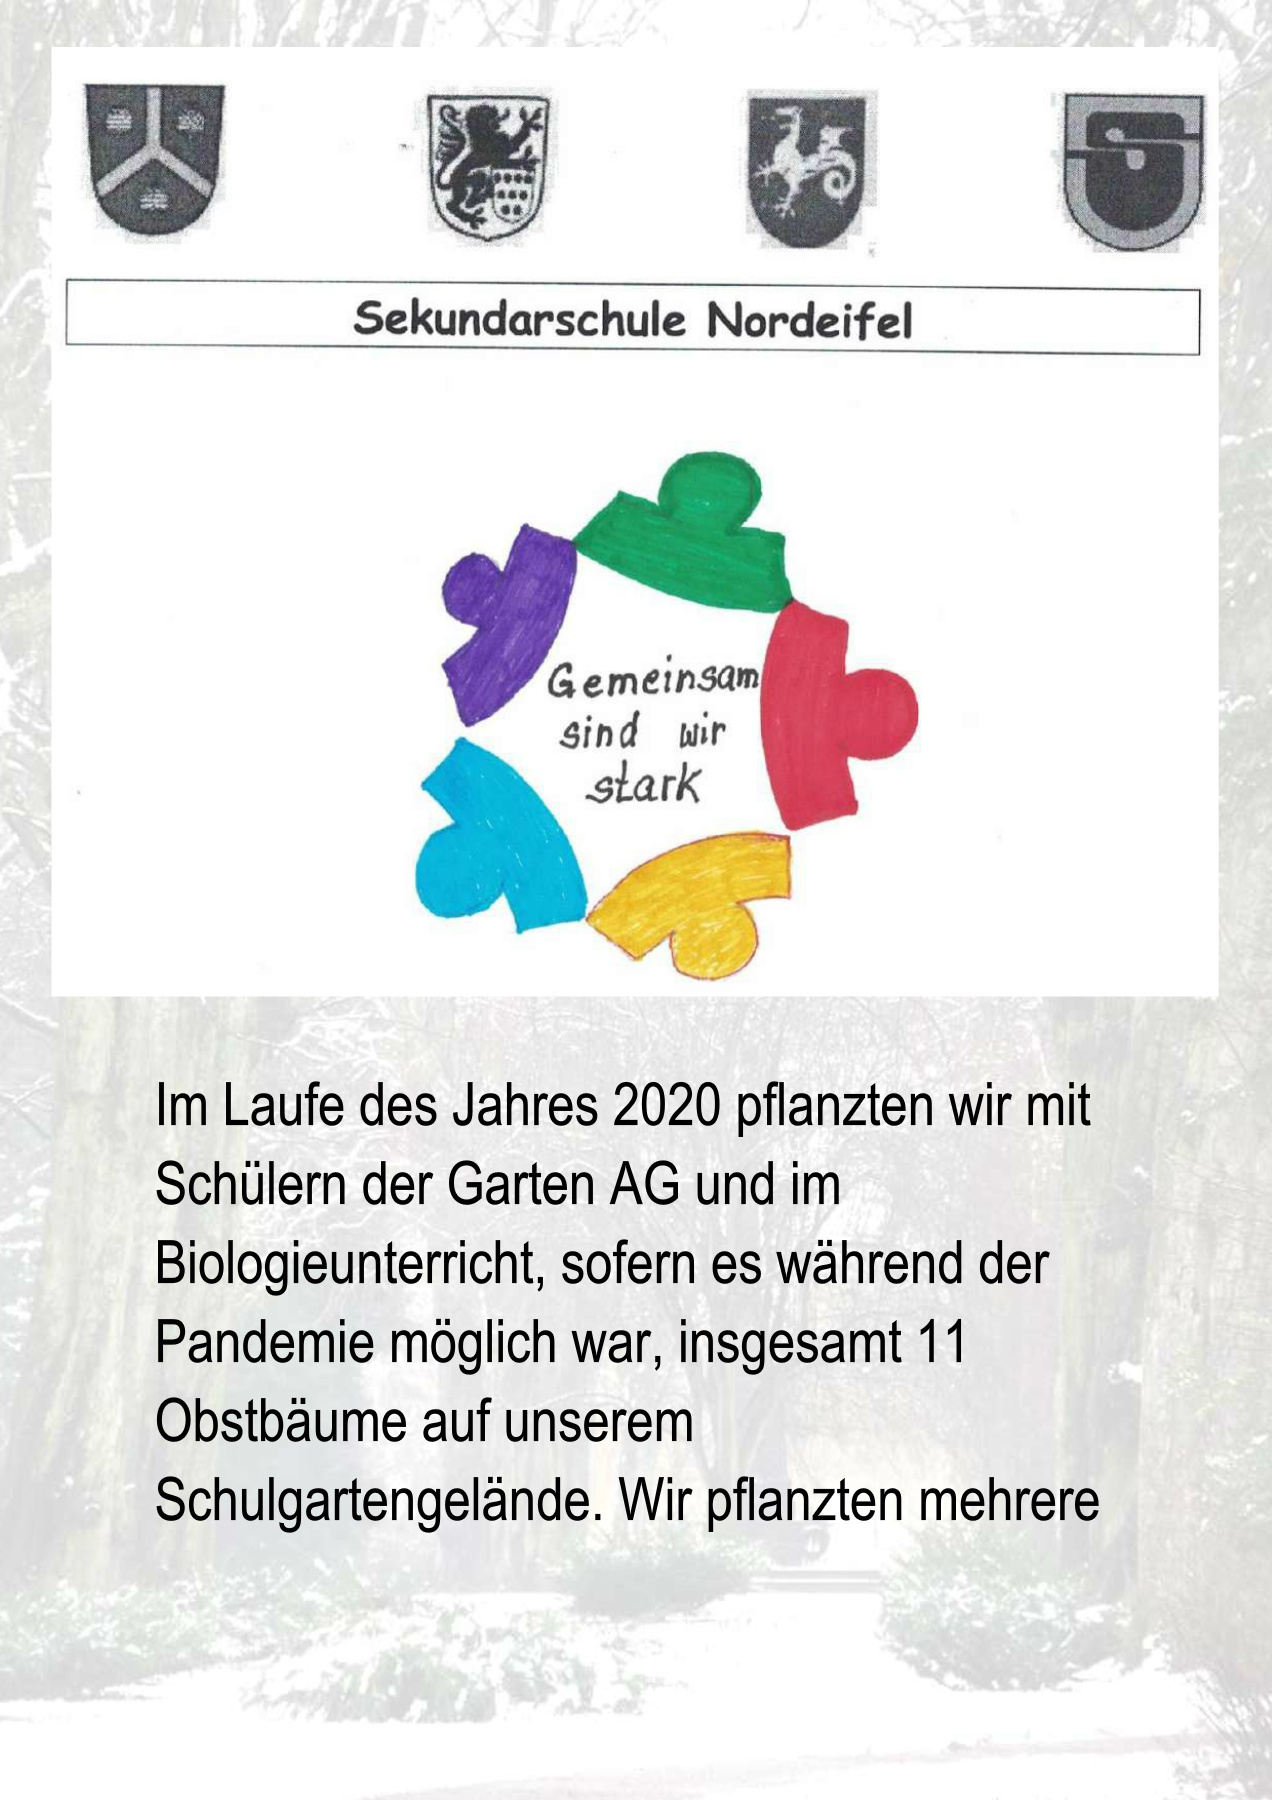 Sekundarschule Nordeifel
Gemeinsam
sind wir
stark
Im Laufe des Jahres 2020 pflanzten wir mit
Schülern der Garten AG und im
Biologieunterricht, sofern es während der
Pandemie möglich war, insgesamt 11
Obstbäume auf unserem
Schulgartengelände. Wir pflanzten mehrere